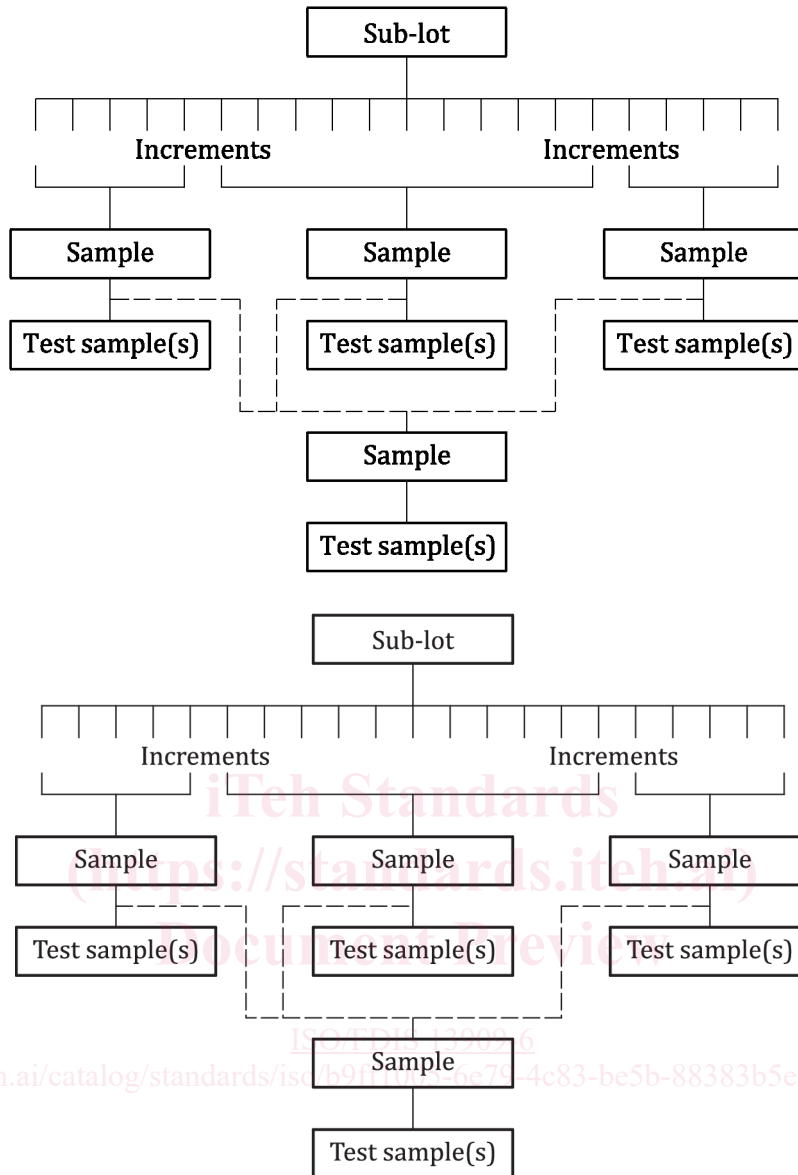 Sub-lot
Increments Increments
Sample Sample Sample
Test sample(s) Test sample(s) Test sample(s)
Sample
Test sample(s)
Sub-lot
Increments Increments
iTeh Standards
Sample Sample Sample
(https://standards.iteh.ai)
Test sample(s) Test sample(s) Test sample(s)
Document Preview
ISO/FDIS 13909-6
Sample
Test sample(s)